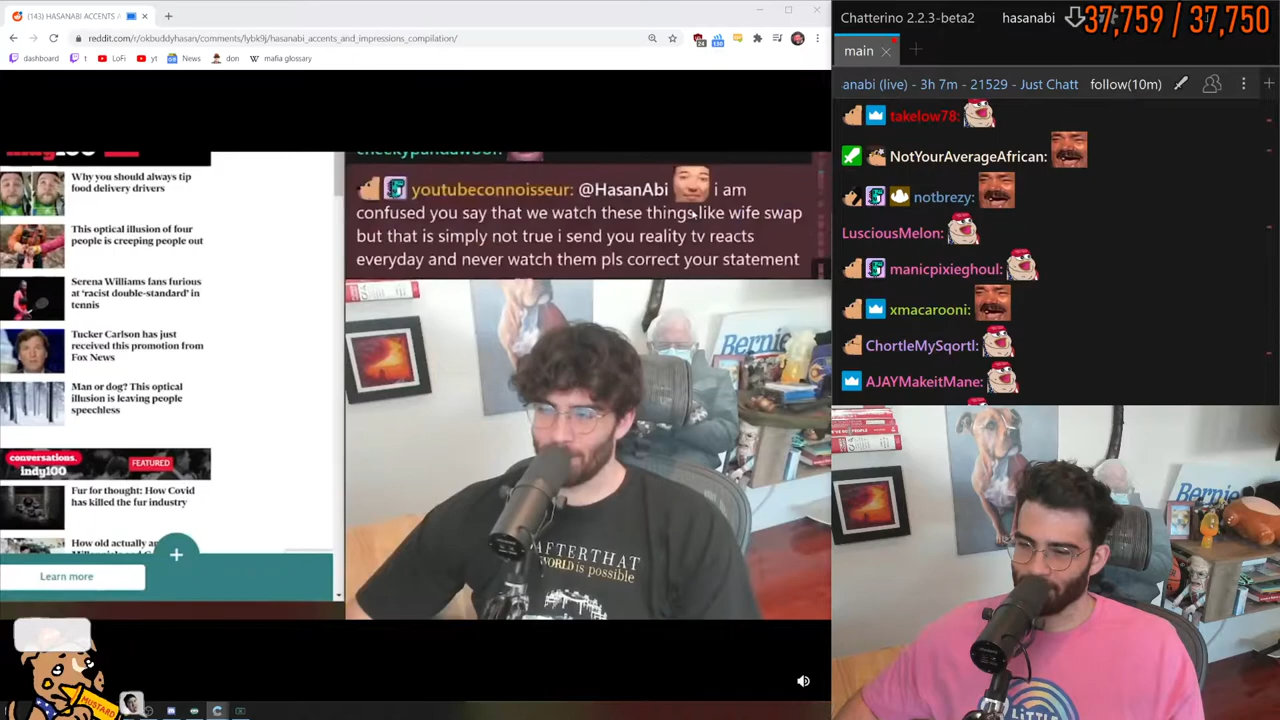 (143) HASANABI ACCENTS A
reddit.com/r/okbuddyhasan/comments/lybk9j/hasanabi_accents_and_impressions_compilation/
24
130
dashboard
t
LoFi
yt
News
don
mafia glossary
indy100
Why you should always tip
food delivery drivers
This optical illusion of four
people is creeping people out
Serena Williams fans furious
at 'racist double-standard' in
tennis
Tucker Carlson has just
received this promotion from
Fox News
Man or dog? This optical
illusion is leaving people
speechless
conversations.
indy100
FEATURED
Fur for thought: How Covid
has killed the fur industry
How old actually a
Learn more
+
youtubeconnoisseur: @HasanAbi i am
confused you say that we watch these things like wife swap
but that is simply not true i send you reality tv reacts
everyday and never watch them pls correct your statement
Bernie
AFTERTHAT
WORLD is possible
MUSTARD
Chatterino 2.2.3-beta2
hasanabi
37,759 / 37,750
main
anabi (live) - 3h 7m - 21529 - Just Chatt
follow(10m)
takelow78:
NotYourAverageAfrican:
notbrezy:
LusciousMelon:
manicpixieghoul:
xmacarooni:
ChortleMySqortl:
AJAYMakeitMane:
Bernie
LiTTLE